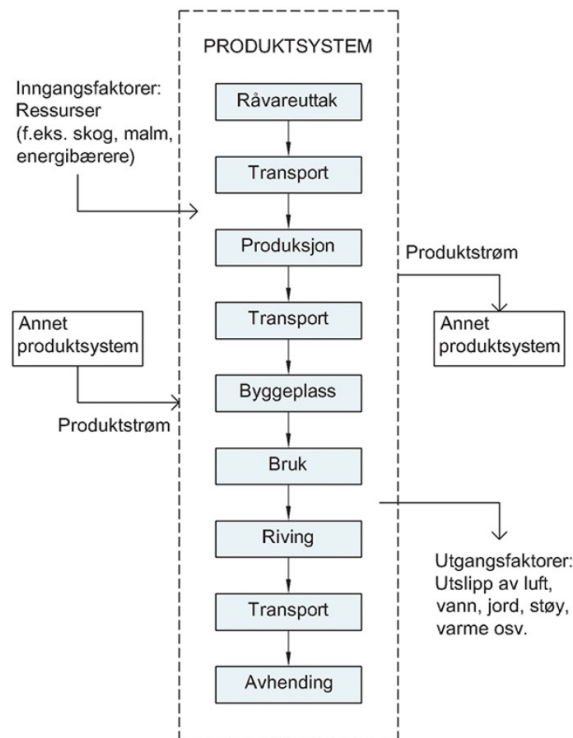 PRODUKTSYSTEM
Inngangsfaktorer:
Ressurser
(f.eks. skog, malm,
energibærere)
Råvareuttak
Transport
Produksjon
Produktstrøm
Transport
Annet
produktsystem
Annet
produktsystem
Byggeplass
Produktstrøm
Bruk
Riving
Utgangsfaktorer:
Utslipp av luft,
vann, jord, støy,
varme osv.
Transport
Avhending